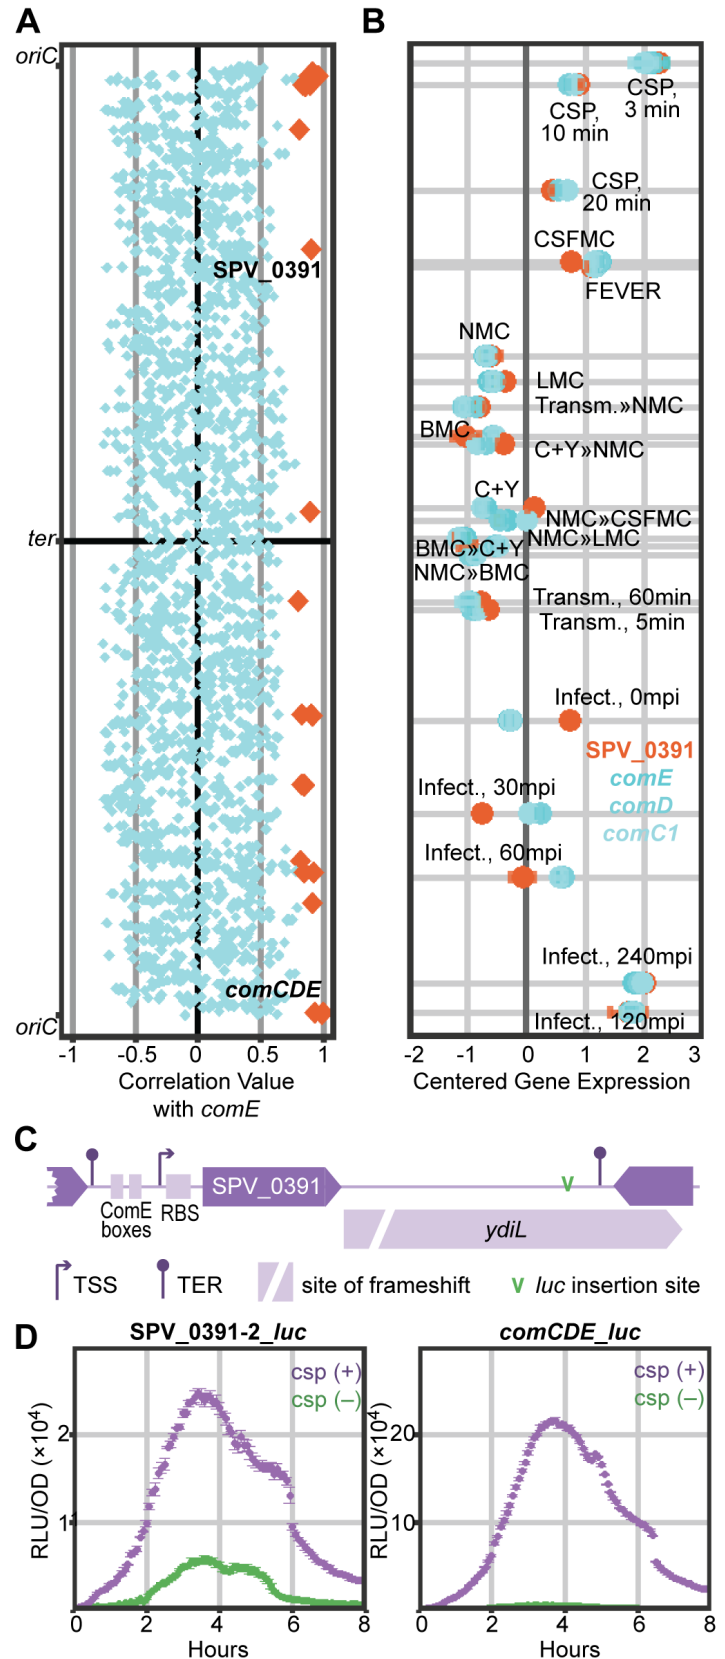 A
oriC
SPV_0391
ter
comCDE
oriC
-1
-0.5
0
0.5
1
Correlation Value
with comE
B
CSP,
3 min
CSP,
10 min
CSP,
20 min
CSFMC
FEVER
NMC
LMC
Transm.»NMC
BMC
C+Y»NMC
C+Y
NMC»CSFMC
NMC»LMC
BMC»C+Y
NMC»BMC
Transm., 60min
Transm., 5min
Infect., 0mpi
SPV_0391
comE
comD
comC1
Infect., 30mpi
Infect., 60mpi
Infect., 240mpi
Infect., 120mpi
-2
-1
0
1
2
3
Centered Gene Expression
C
SPV_0391
ComE
boxes
RBS
ydiL
TSS
TER
site of frameshift
luc insertion site
D
SPV_0391-2_luc
csp (+)
csp (−)
RLU/OD (×10⁴)
2
1
0
2
4
6
8
Hours
comCDE_luc
csp (+)
csp (−)
RLU/OD (×10⁴)
20
10
0
2
4
6
8
Hours